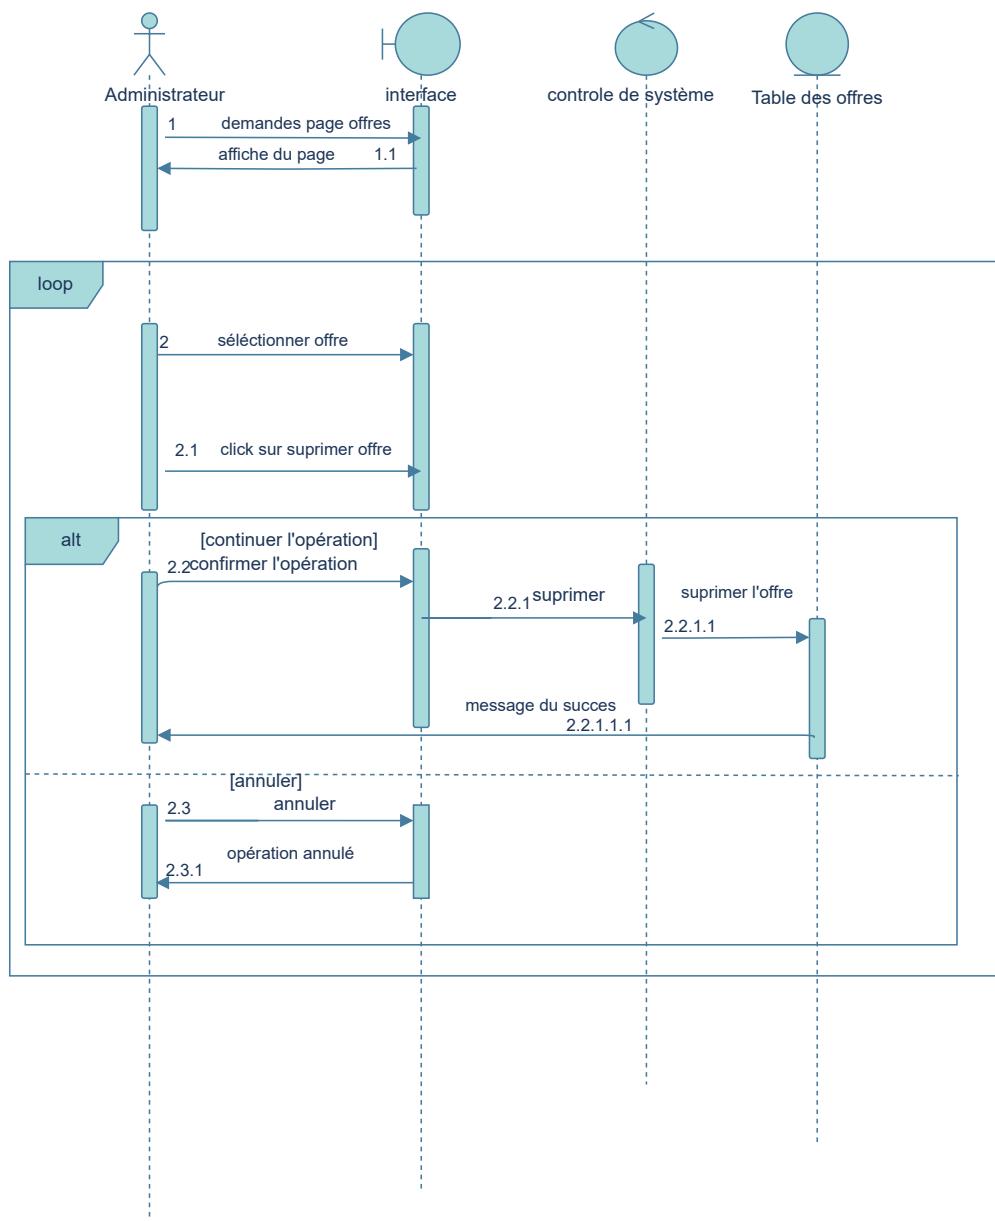 Administrateur
interface
controle de système
Table des offres
1 demandes page offres
affiche du page 1.1
loop
2 séléctionner offre
2.1 click sur suprimer offre
alt
[continuer l'opération]
2.2 confirmer l'opération
2.2.1 suprimer
suprimer l'offre
2.2.1.1
message du succes
2.2.1.1.1
[annuler]
2.3 annuler
opération annulé
2.3.1